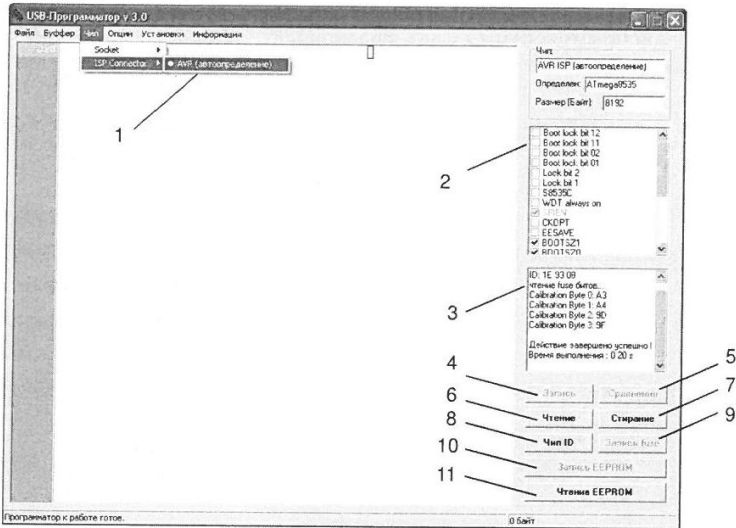 USB-Программатор v 3.0
Файл Буффер Чип Опции Установки Информация
Socket
ISP Connector
AVR (автоопределение)
1
Чип:
AVR ISP (автоопределение)
Определен: ATmega8535
Размер (Байт): 8192
2
Boot lock bit 12
Boot lock bit 11
Boot lock bit 02
Boot lock bit 01
Lock bit 2
Lock bit 1
S8535C
WDT always on
SPIEN
CKOPT
EESAVE
BOOTSZ1
BOOTSZ0
3
ID: 1E 93 08
чтение fuse битов...
Calibration Byte 0: A3
Calibration Byte 1: A4
Calibration Byte 2: 9D
Calibration Byte 3: 9F
Действие завершено успешно !
Время выполнения : 0.20 s
4
5
Запись
Сравнение
6
7
Чтение
Стирание
8
9
Чип ID
Запись fuse
10
Запись EEPROM
11
Чтение EEPROM
Программатор к работе готов.
0 байт